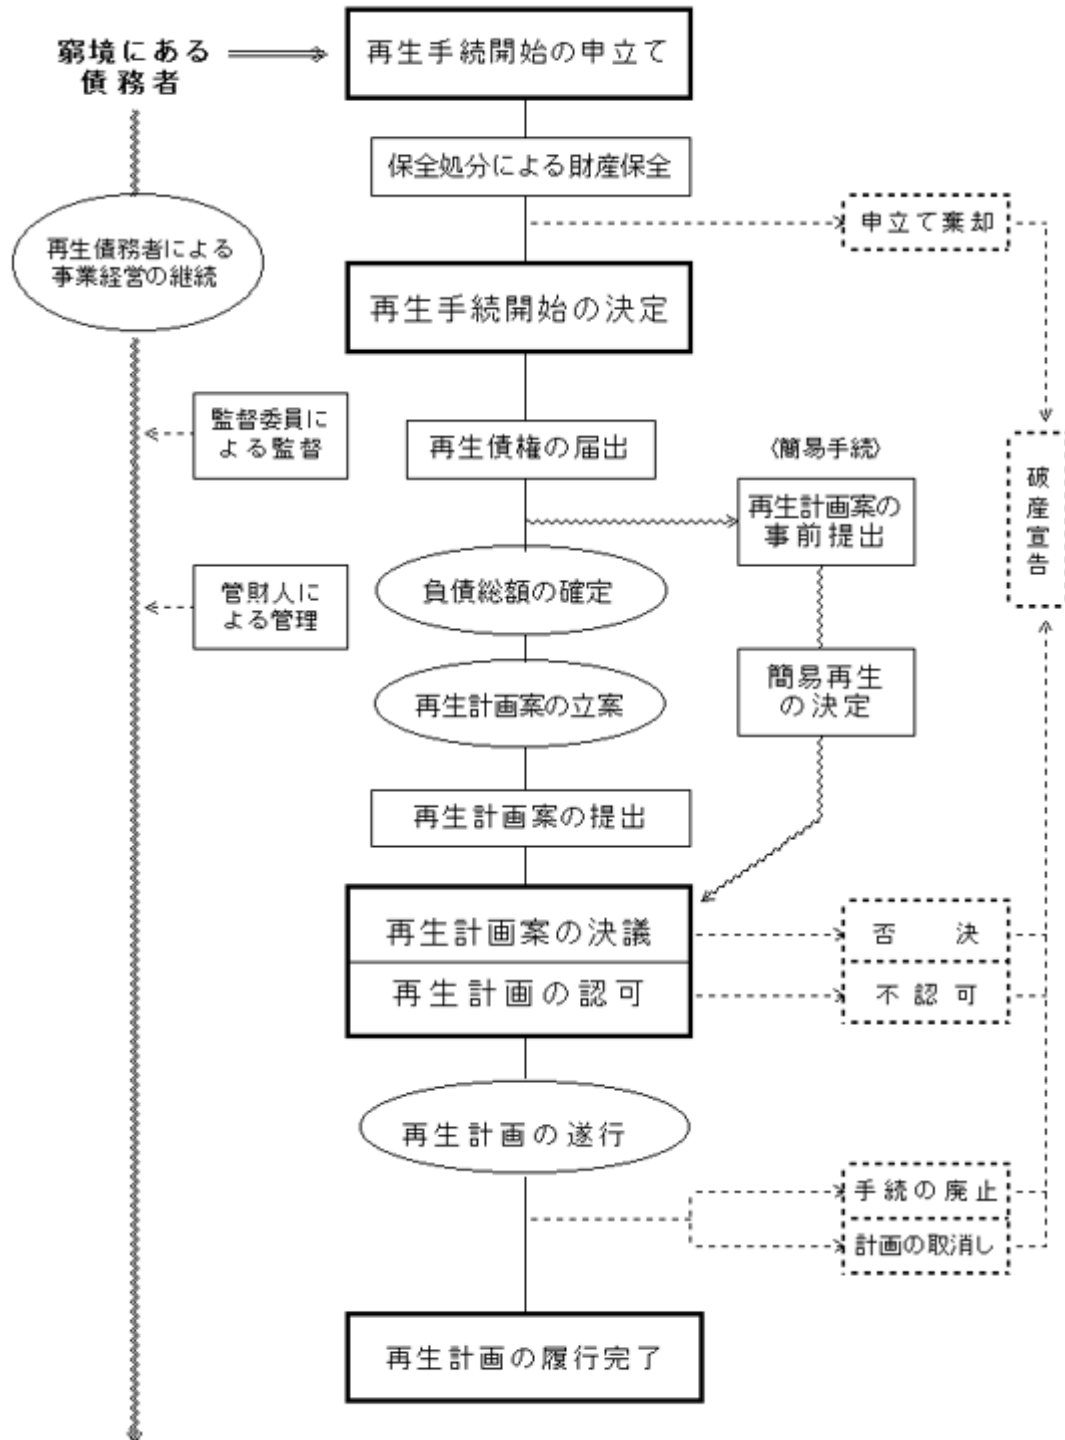 窮境にある
債務者
再生手続開始の申立て
保全処分による財産保全
申立て棄却
再生債務者による
事業経営の継続
再生手続開始の決定
監督委員に
よる監督
再生債権の届出
〈簡易手続〉
再生計画案の
事前提出
破産宣告
負債総額の確定
管財人に
よる管理
簡易再生
の決定
再生計画案の立案
再生計画案の提出
再生計画案の決議
否決
再生計画の認可
不認可
再生計画の遂行
手続の廃止
計画の取消し
再生計画の履行完了